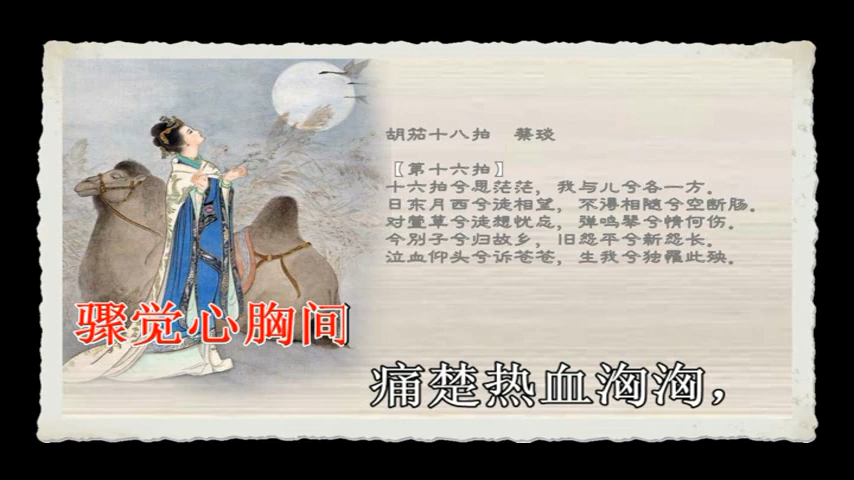 胡笳十八拍 蔡琰
【第十六拍】
十六拍兮思茫茫，我与儿兮各一方。
日东月西兮徒相望，不得相随兮空断肠。
对萱草兮徒想忧忘，弹鸣琴兮情何伤。
今别子兮归故乡，旧怨平兮新怨长。
泣血仰头兮诉苍苍，生我兮独罹此殃。
骤觉心胸间
痛楚热血汹汹，